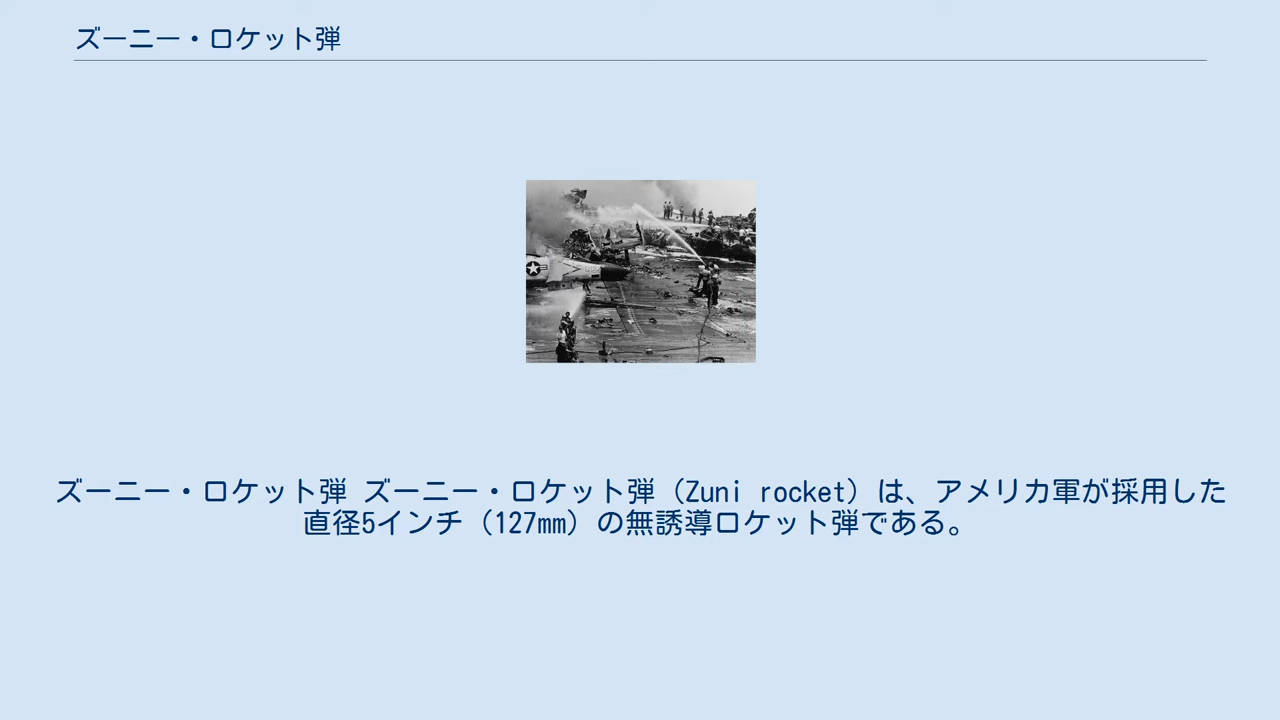 ズーニー・ロケット弾
ズーニー・ロケット弾 ズーニー・ロケット弾（Zuni rocket）は、アメリカ軍が採用した
直径5インチ（127mm）の無誘導ロケット弾である。